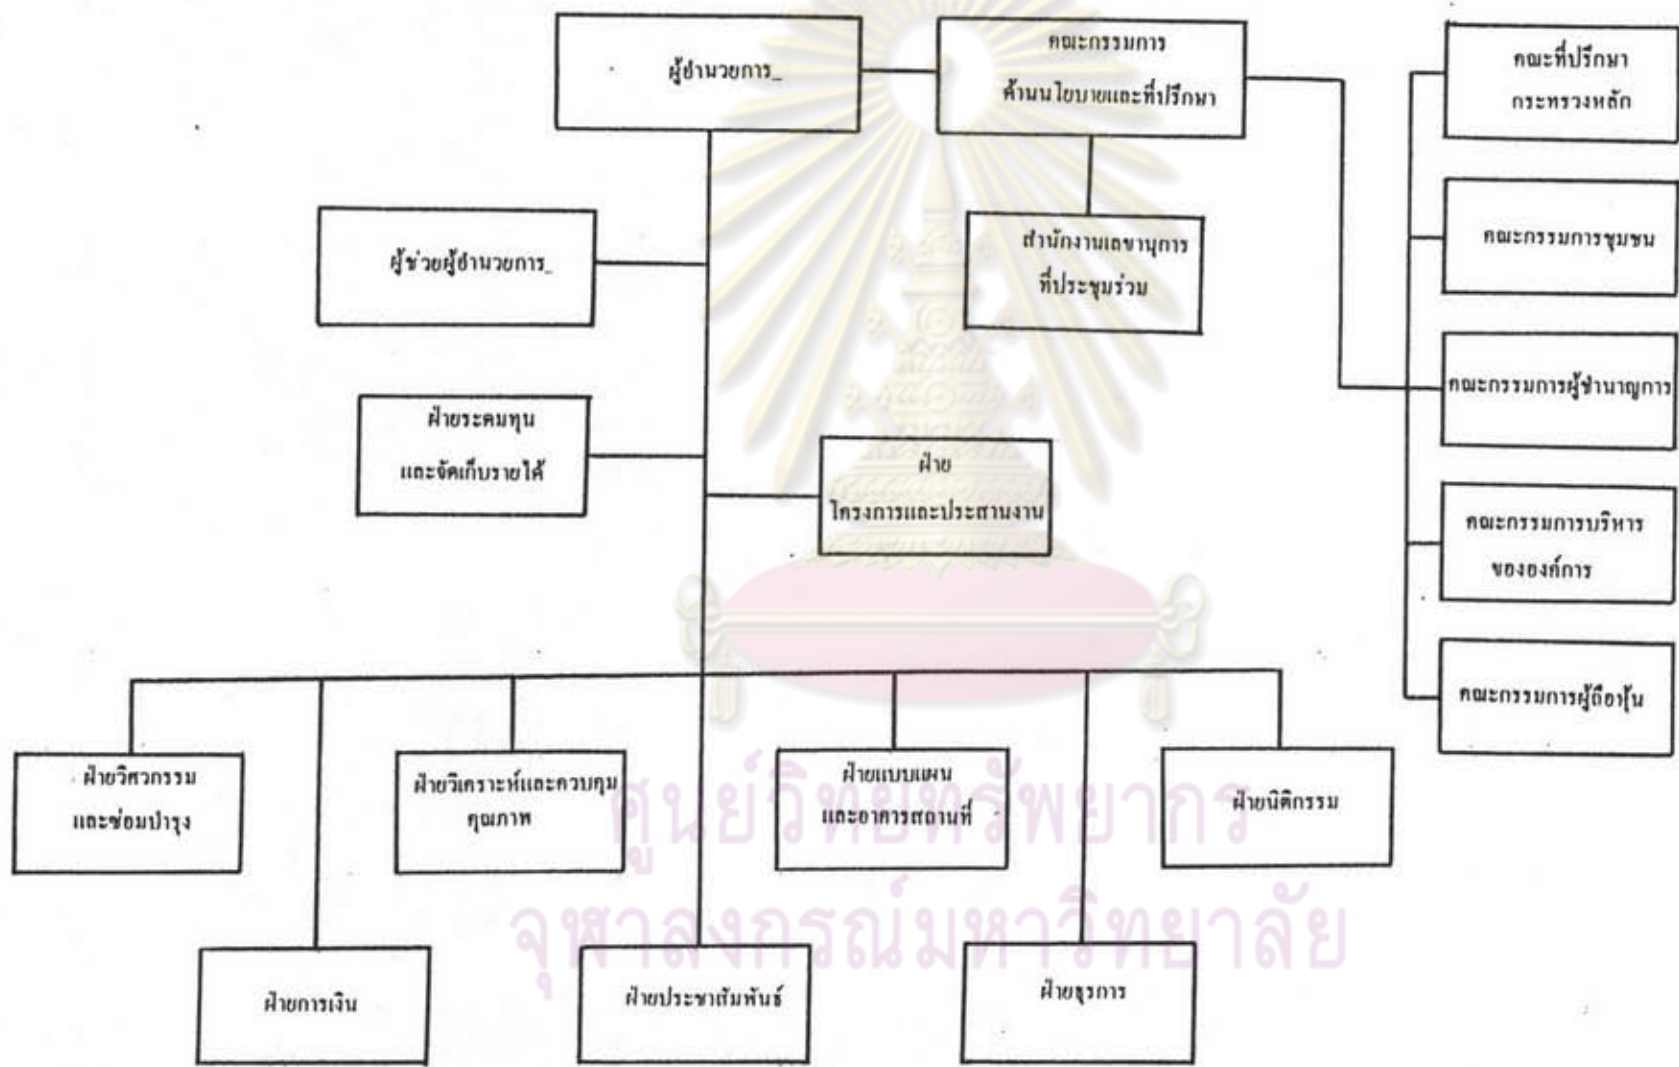 ผู้อำนวยการ
คณะกรรมการ
ด้านนโยบายและที่ปรึกษา
คณะที่ปรึกษา
กระทรวงหลัก
ผู้ช่วยผู้อำนวยการ
สำนักงานเลขานุการ
ที่ประชุมร่วม
คณะกรรมการชุมชน
คณะกรรมการผู้ชำนาญการ
ฝ่ายระดมทุน
และจัดเก็บรายได้
ฝ่าย
โครงการและประสานงาน
คณะกรรมการบริหาร
ขององค์การ
คณะกรรมการผู้ถือหุ้น
ฝ่ายวิศวกรรม
และซ่อมบำรุง
ฝ่ายวิเคราะห์และควบคุม
คุณภาพ
ฝ่ายแบบแผน
และอาคารสถานที่
ฝ่ายนิติกรรม
ฝ่ายการเงิน
ฝ่ายประชาสัมพันธ์
ฝ่ายธุรการ
ศูนย์วิทยทรัพยากร
จุฬาลงกรณ์มหาวิทยาลัย